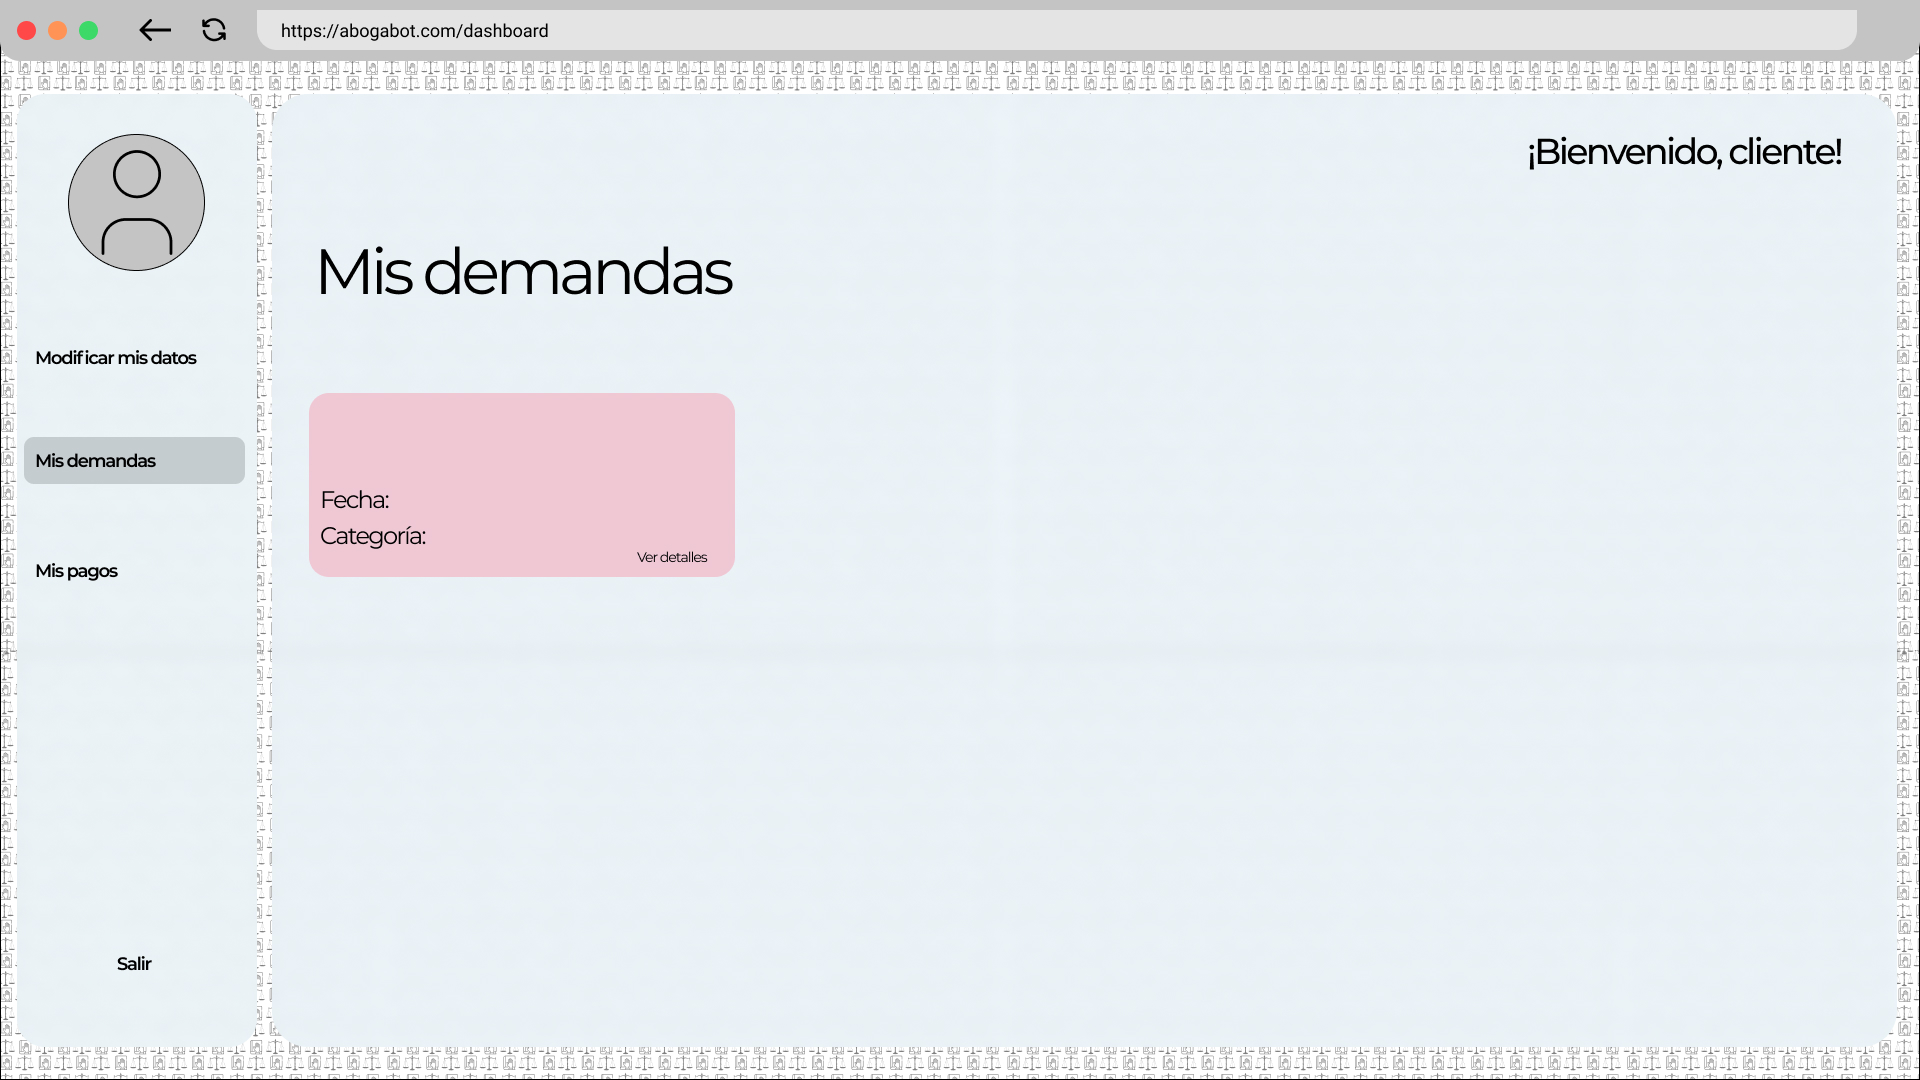 https://abogabot.com/dashboard
¡Bienvenido, cliente!
Mis demandas
Modificar mis datos
Mis demandas
Mis pagos
Salir
Fecha:
Categoría:
Ver detalles